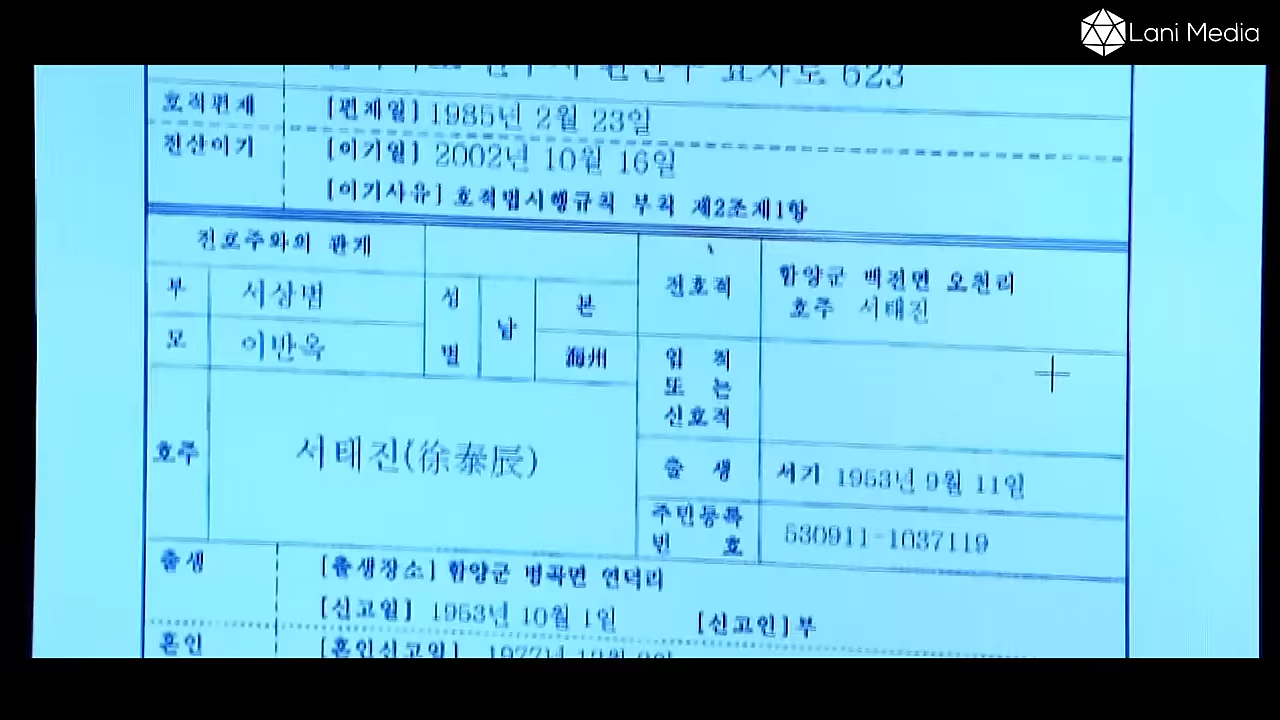 Lani Media
623
호적편제
[편제일] 1985년 2월 23일
전산이기
[이기일] 2002년 10월 16일
[이기사유] 호적법시행규칙 부칙 제2조제1항
전호주와의 관계
부 서상범
모 이반옥
성별 남 본 海州
전호적
함양군 백전면 오천리
호주 서태진
입적
또는
신호적
호주 서태진(徐泰辰)
출생 서기 1953년 9월 11일
주민등록
번호
530911-1037119
출생
[출생장소] 함양군 병곡면 연덕리
[신고일] 1953년 10월 1일 [신고인] 부
혼인
[혼인신고일]